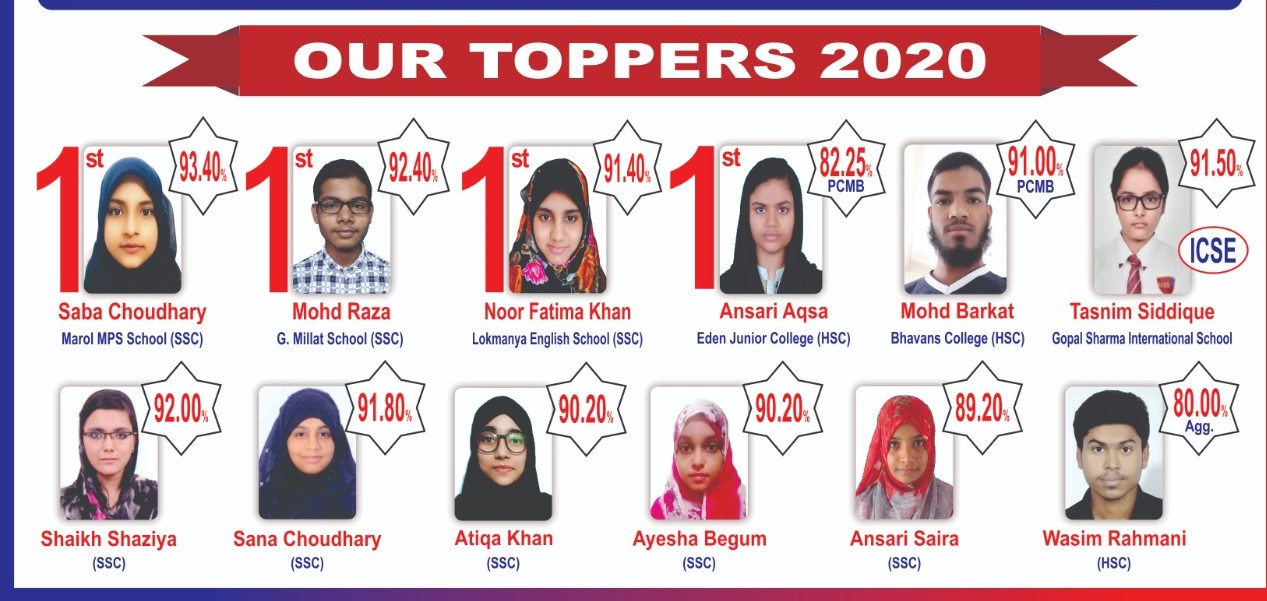 OUR TOPPERS 2020
1st 93.40%
1st 92.40%
1st 91.40%
1st 82.25% PCMB
91.00% PCMB
91.50% ICSE
Saba Choudhary
Mohd Raza
Noor Fatima Khan
Ansari Aqsa
Mohd Barkat
Tasnim Siddique
Marol MPS School (SSC)
G. Millat School (SSC)
Lokmanya English School (SSC)
Eden Junior College (HSC)
Bhavans College (HSC)
Gopal Sharma International School
92.00%
91.80%
90.20%
90.20%
89.20%
80.00% Agg.
Shaikh Shaziya
Sana Choudhary
Atiqa Khan
Ayesha Begum
Ansari Saira
Wasim Rahmani
(SSC)
(SSC)
(SSC)
(SSC)
(SSC)
(HSC)